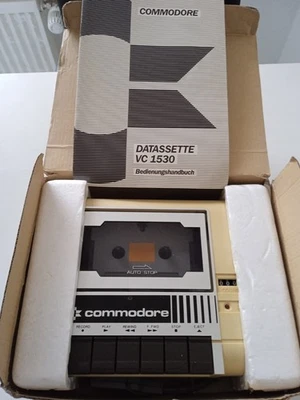 COMMODORE
DATASSETTE
VC 1530
Bedienungshandbuch
AUTO STOP
commodore
RECORD PLAY REWIND F.FWD STOP EJECT